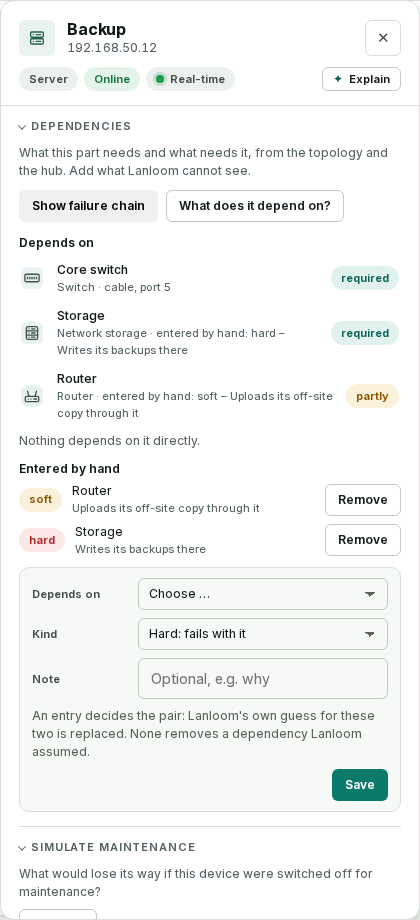 Backup
192.168.50.12
Server
Online
Real-time
Explain
DEPENDENCIES
What this part needs and what needs it, from the topology and
the hub. Add what Lanloom cannot see.
Show failure chain
What does it depend on?
Depends on
Core switch
Switch · cable, port 5
required
Storage
Network storage · entered by hand: hard –
Writes its backups there
required
Router
Router · entered by hand: soft – Uploads its off-site
copy through it
partly
Nothing depends on it directly.
Entered by hand
soft
Router
Uploads its off-site copy through it
Remove
hard
Storage
Writes its backups there
Remove
Depends on
Choose ...
Kind
Hard: fails with it
Note
Optional, e.g. why
An entry decides the pair: Lanloom's own guess for these
two is replaced. None removes a dependency Lanloom
assumed.
Save
SIMULATE MAINTENANCE
What would lose its way if this device were switched off for
maintenance?